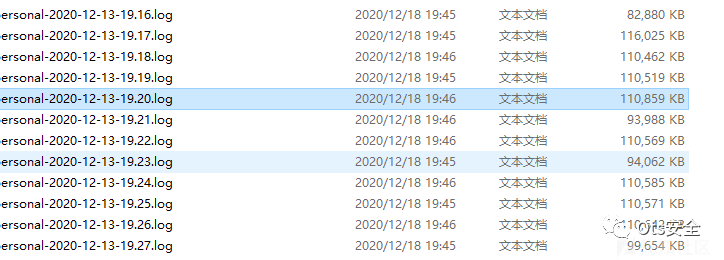 ersonal-2020-12-13-19.16.log 2020/12/18 19:45 文本文档 82,880 KB
ersonal-2020-12-13-19.17.log 2020/12/18 19:45 文本文档 116,025 KB
ersonal-2020-12-13-19.18.log 2020/12/18 19:46 文本文档 110,462 KB
ersonal-2020-12-13-19.19.log 2020/12/18 19:45 文本文档 110,519 KB
ersonal-2020-12-13-19.20.log 2020/12/18 19:46 文本文档 110,859 KB
ersonal-2020-12-13-19.21.log 2020/12/18 19:46 文本文档 93,988 KB
ersonal-2020-12-13-19.22.log 2020/12/18 19:46 文本文档 110,569 KB
ersonal-2020-12-13-19.23.log 2020/12/18 19:45 文本文档 94,062 KB
ersonal-2020-12-13-19.24.log 2020/12/18 19:46 文本文档 110,585 KB
ersonal-2020-12-13-19.25.log 2020/12/18 19:45 文本文档 110,571 KB
ersonal-2020-12-13-19.26.log 2020/12/18 19:46 文本文档 KB
Ots安全
ersonal-2020-12-13-19.27.log 2020/12/18 19:45 文本文档 99,654 KB